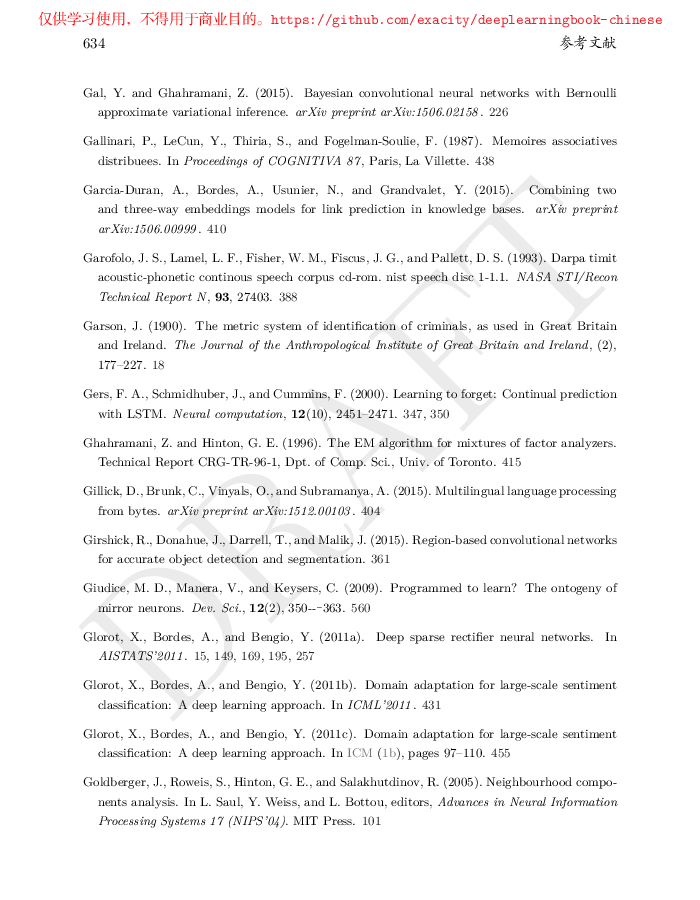 仅供学习使用，不得用于商业目的。https://github.com/exacity/deeplearningbook-chinese
634 参考文献
Gal, Y. and Ghahramani, Z. (2015). Bayesian convolutional neural networks with Bernoulli
approximate variational inference. arXiv preprint arXiv:1506.02158. 226
Gallinari, P., LeCun, Y., Thiria, S., and Fogelman-Soulie, F. (1987). Memoires associatives
distribuees. In Proceedings of COGNITIVA 87, Paris, La Villette. 438
Garcia-Duran, A., Bordes, A., Usunier, N., and Grandvalet, Y. (2015). Combining two
and three-way embeddings models for link prediction in knowledge bases. arXiv preprint
arXiv:1506.00999. 410
Garofolo, J. S., Lamel, L. F., Fisher, W. M., Fiscus, J. G., and Pallett, D. S. (1993). Darpa timit
acoustic-phonetic continous speech corpus cd-rom. nist speech disc 1-1.1. NASA STI/Recon
Technical Report N, 93, 27403. 388
Garson, J. (1900). The metric system of identification of criminals, as used in Great Britain
and Ireland. The Journal of the Anthropological Institute of Great Britain and Ireland, (2),
177–227. 18
Gers, F. A., Schmidhuber, J., and Cummins, F. (2000). Learning to forget: Continual prediction
with LSTM. Neural computation, 12(10), 2451–2471. 347, 350
Ghahramani, Z. and Hinton, G. E. (1996). The EM algorithm for mixtures of factor analyzers.
Technical Report CRG-TR-96-1, Dpt. of Comp. Sci., Univ. of Toronto. 415
Gillick, D., Brunk, C., Vinyals, O., and Subramanya, A. (2015). Multilingual language processing
from bytes. arXiv preprint arXiv:1512.00103. 404
Girshick, R., Donahue, J., Darrell, T., and Malik, J. (2015). Region-based convolutional networks
for accurate object detection and segmentation. 361
Giudice, M. D., Manera, V., and Keysers, C. (2009). Programmed to learn? The ontogeny of
mirror neurons. Dev. Sci., 12(2), 350--–363. 560
Glorot, X., Bordes, A., and Bengio, Y. (2011a). Deep sparse rectifier neural networks. In
AISTATS'2011. 15, 149, 169, 195, 257
Glorot, X., Bordes, A., and Bengio, Y. (2011b). Domain adaptation for large-scale sentiment
classification: A deep learning approach. In ICML'2011. 431
Glorot, X., Bordes, A., and Bengio, Y. (2011c). Domain adaptation for large-scale sentiment
classification: A deep learning approach. In ICM (1b), pages 97–110. 455
Goldberger, J., Roweis, S., Hinton, G. E., and Salakhutdinov, R. (2005). Neighbourhood compo-
nents analysis. In L. Saul, Y. Weiss, and L. Bottou, editors, Advances in Neural Information
Processing Systems 17 (NIPS'04). MIT Press. 101
DRAFT